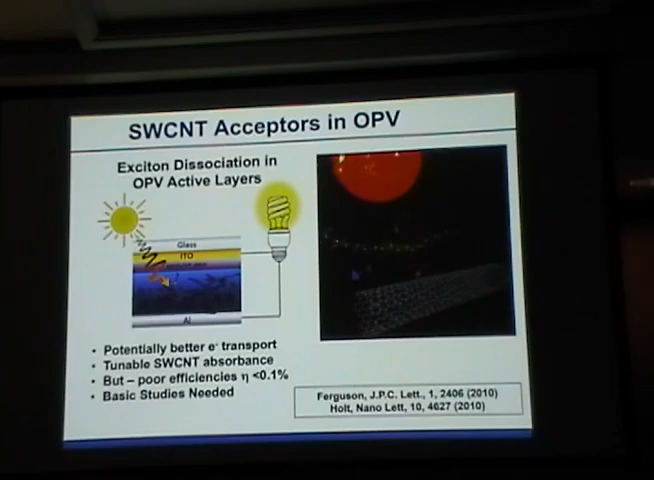 SWCNT Acceptors in OPV
Exciton Dissociation in
OPV Active Layers
Glass
ITO
Al
• Potentially better e- transport
• Tunable SWCNT absorbance
• But – poor efficiencies η <0.1%
• Basic Studies Needed
Ferguson, J.P.C. Lett., 1, 2406 (2010)
Holt, Nano Lett, 10, 4627 (2010)